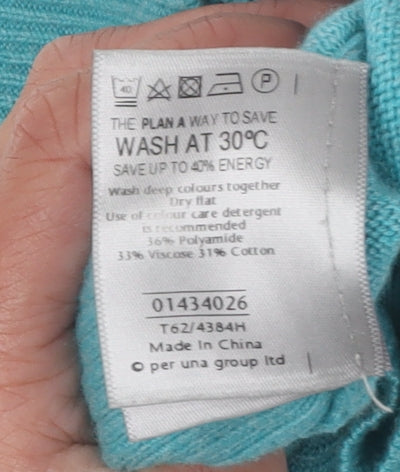 40
P
THE PLAN A WAY TO SAVE
WASH AT 30°C
SAVE UP TO 40% ENERGY
Wash deep colours together
Dry flat
Use of colour care detergent
is recommended
36% Polyamide
33% Viscose 31% Cotton
01434026
T62/4384H
Made In China
© per una group ltd